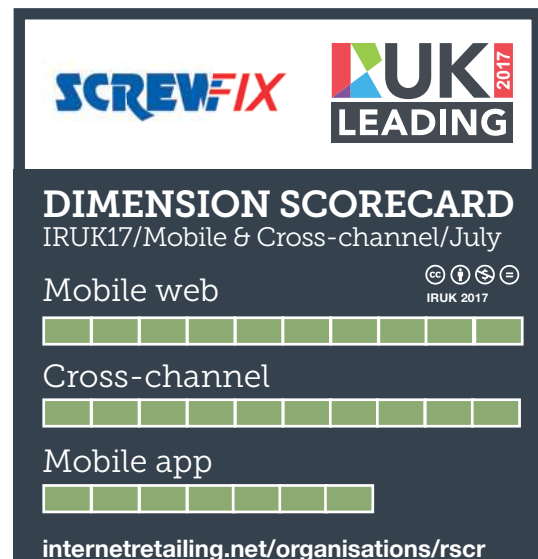 SCREWFIX
UK 2017
LEADING
DIMENSION SCORECARD
IRUK17/Mobile & Cross-channel/July
Mobile web
IRUK 2017
Cross-channel
Mobile app
internetretailing.net/organisations/rscr